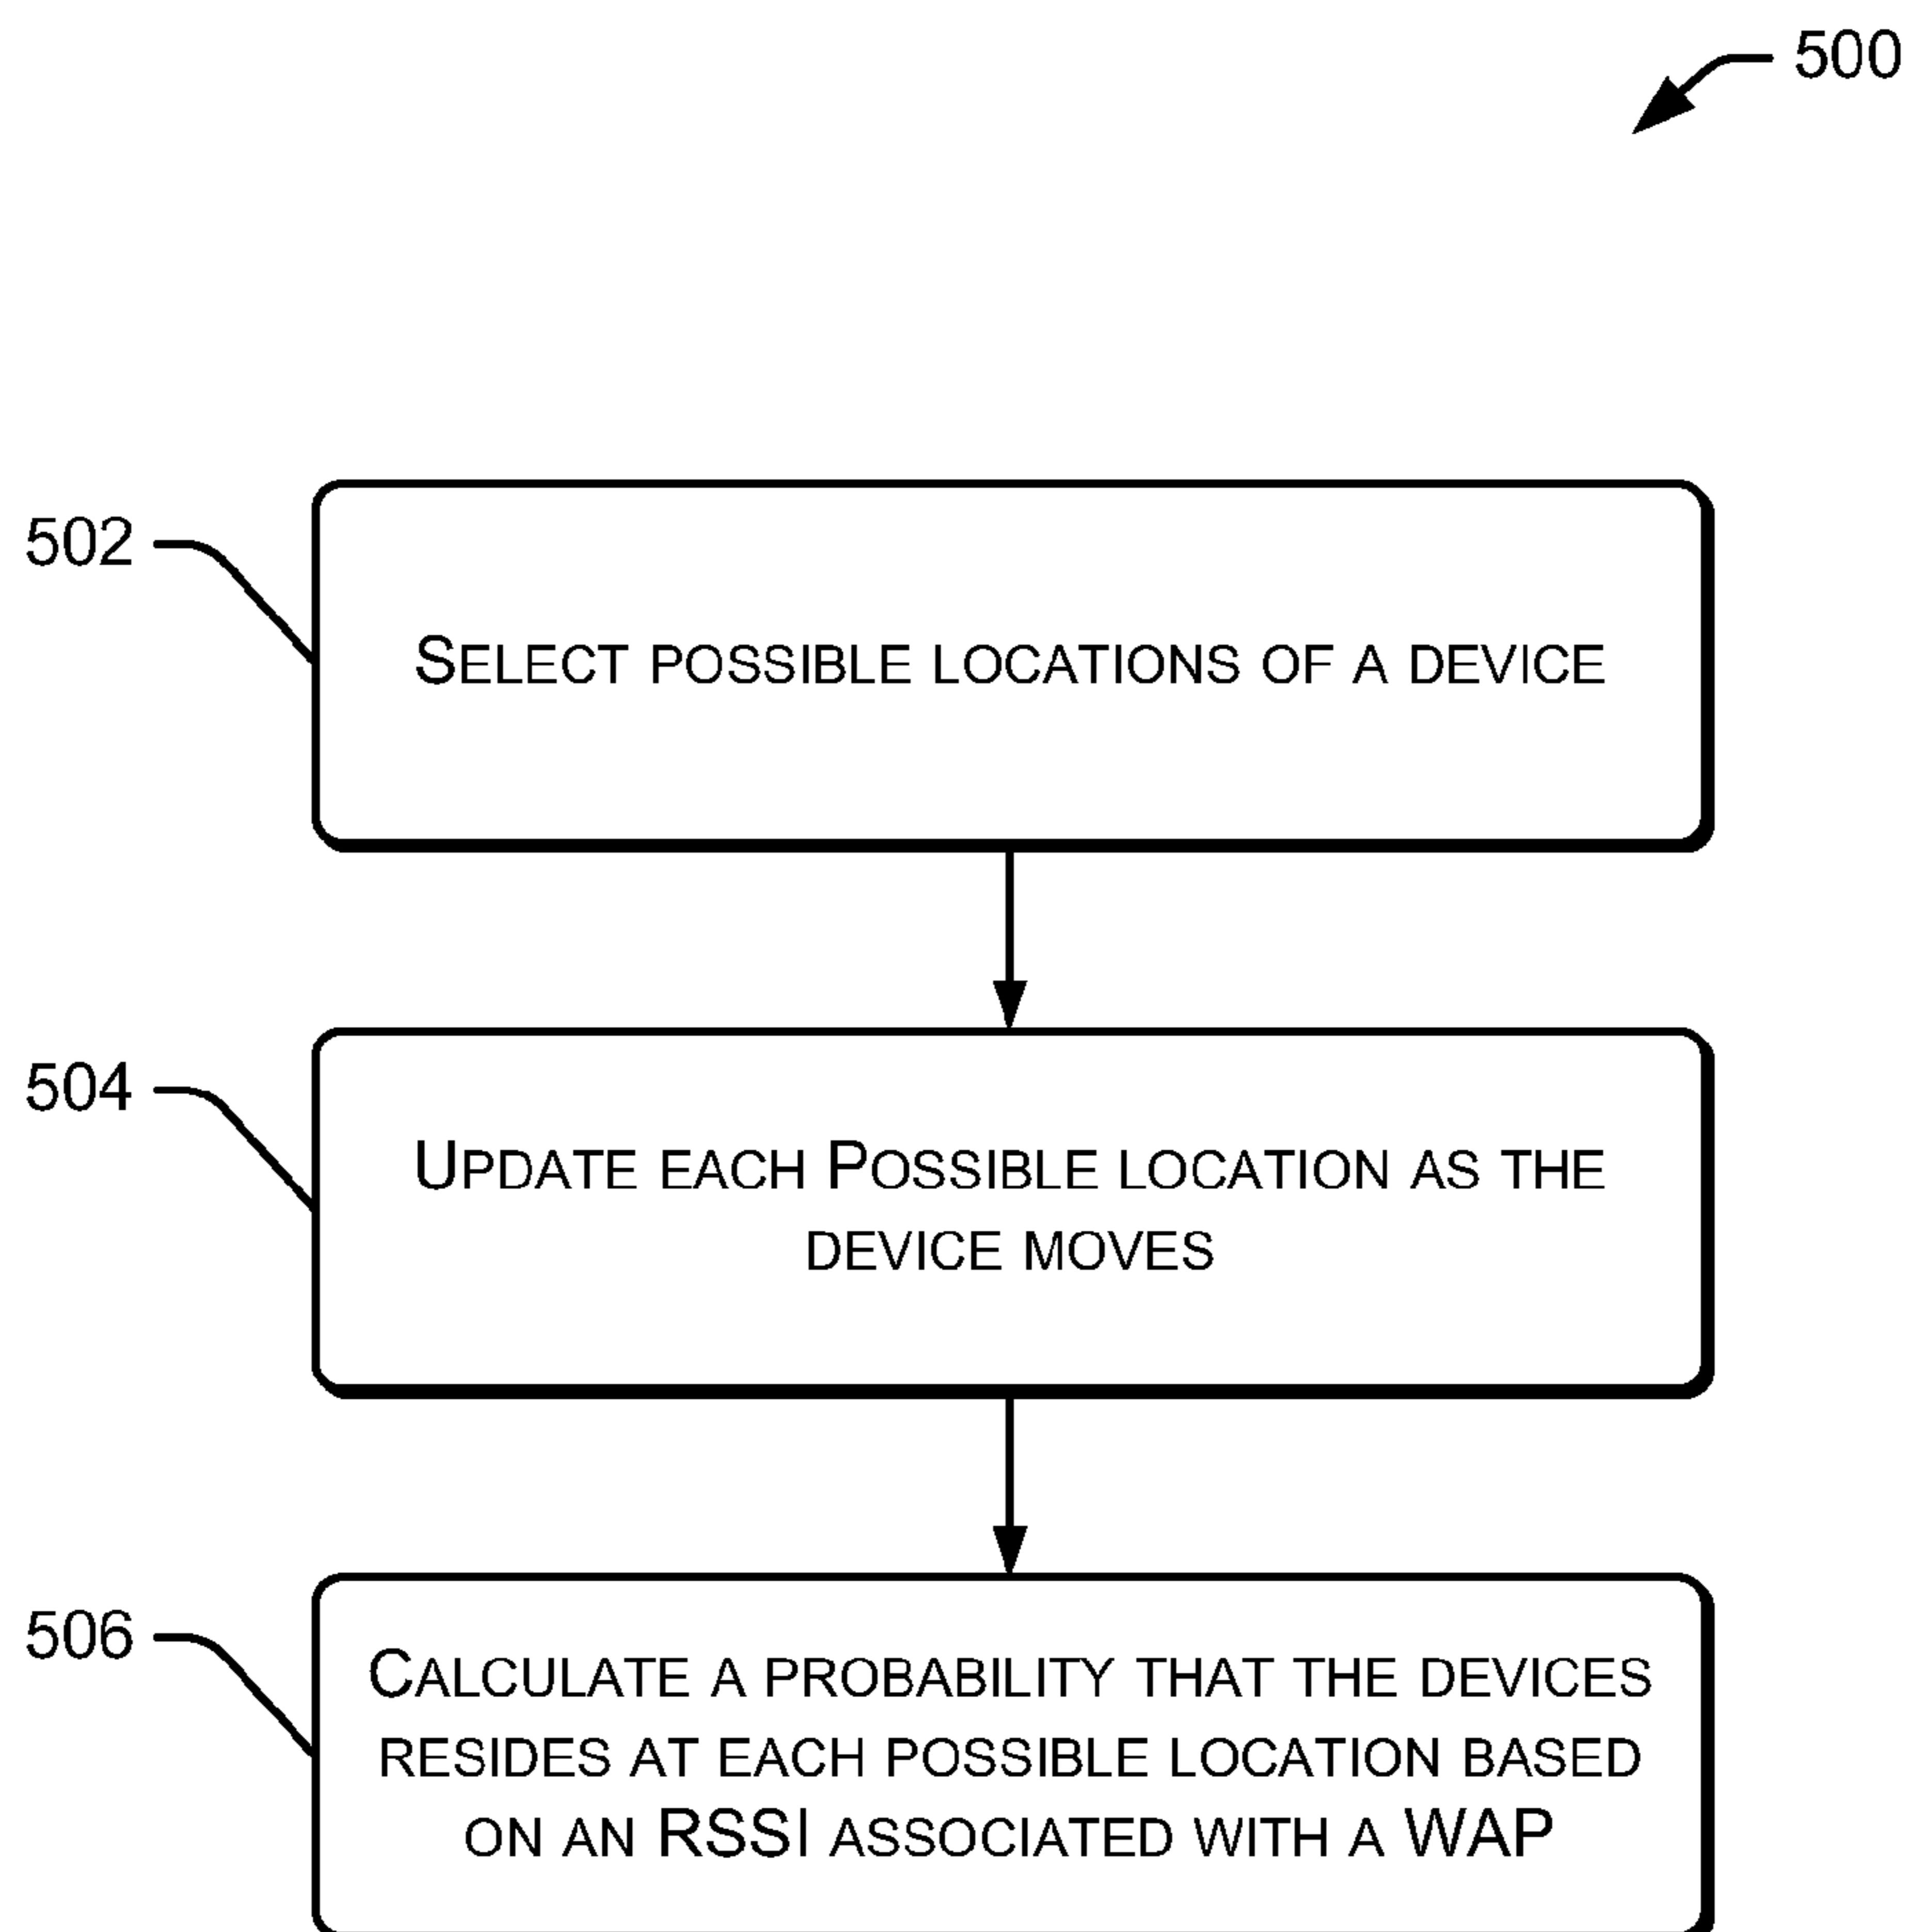 500
502
SELECT POSSIBLE LOCATIONS OF A DEVICE
504
UPDATE EACH POSSIBLE LOCATION AS THE
DEVICE MOVES
506
CALCULATE A PROBABILITY THAT THE DEVICES
RESIDES AT EACH POSSIBLE LOCATION BASED
ON AN RSSI ASSOCIATED WITH A WAP